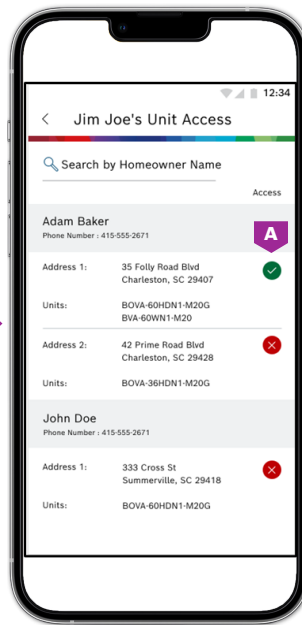 12:34
< Jim Joe's Unit Access
Search by Homeowner Name
Access
Adam Baker
Phone Number : 415-555-2671
A
Address 1: 35 Folly Road Blvd
Charleston, SC 29407
Units: BOVA-60HDN1-M20G
BVA-60WN1-M20
Address 2: 42 Prime Road Blvd
Charleston, SC 29428
Units: BOVA-36HDN1-M20G
John Doe
Phone Number : 415-555-2671
Address 1: 333 Cross St
Summerville, SC 29418
Units: BOVA-60HDN1-M20G